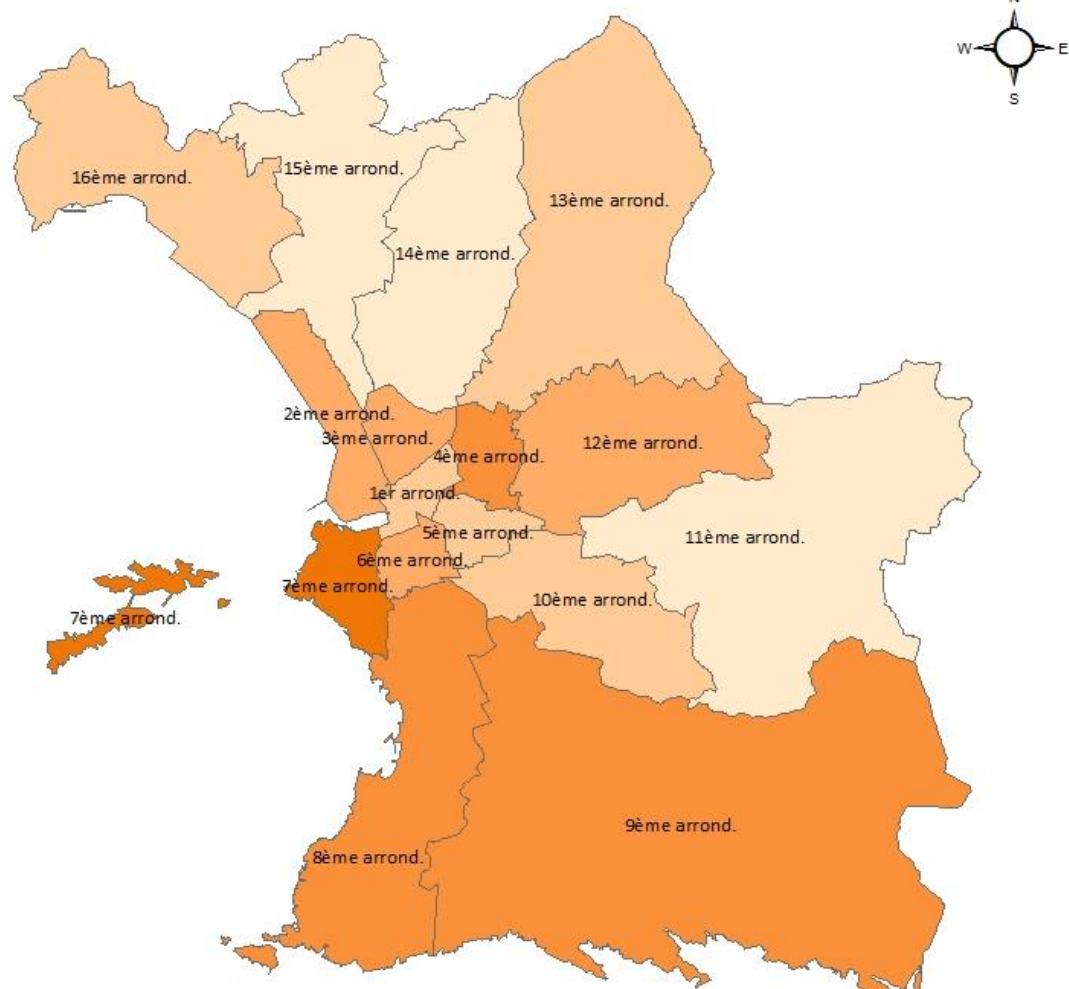 N
W E
S
16ème arrond.
15ème arrond.
13ème arrond.
14ème arrond.
2ème arrond.
3ème arrond.
12ème arrond.
4ème arrond.
1er arrond.
5ème arrond.
11ème arrond.
6ème arrond.
7ème arrond.
10ème arrond.
7ème arrond.
9ème arrond.
8ème arrond.